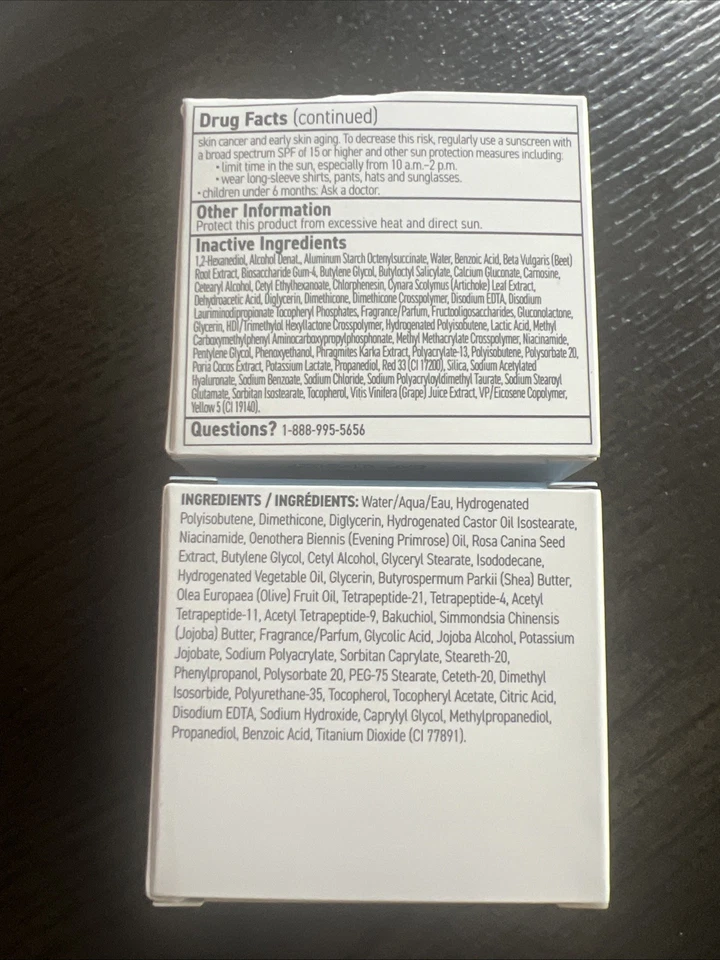 Drug Facts (continued)
skin cancer and early skin aging. To decrease this risk, regularly use a sunscreen with
a broad spectrum SPF of 15 or higher and other sun protection measures including:
• limit time in the sun, especially from 10 a.m.–2 p.m.
• wear long-sleeve shirts, pants, hats and sunglasses.
• children under 6 months: Ask a doctor.
Other Information
Protect this product from excessive heat and direct sun.
Inactive Ingredients
1,2-Hexanediol, Alcohol Denat., Aluminum Starch Octenylsuccinate, Water, Benzoic Acid, Beta Vulgaris (Beet)
Root Extract, Biosaccharide Gum-4, Butylene Glycol, Butyloctyl Salicylate, Calcium Gluconate, Carnosine,
Cetearyl Alcohol, Cetyl Ethylhexanoate, Chlorphenesin, Cynara Scolymus (Artichoke) Leaf Extract,
Dehydroacetic Acid, Diglycerin, Dimethicone, Dimethicone Crosspolymer, Disodium EDTA, Disodium
Lauriminodipropionate Tocopheryl Phosphates, Fragrance/Parfum, Fructooligosaccharides, Gluconolactone,
Glycerin, HDI/Trimethylol Hexyllactone Crosspolymer, Hydrogenated Polyisobutene, Lactic Acid, Methyl
Carboxymethylphenyl Aminocarboxypropylphosphonate, Methyl Methacrylate Crosspolymer, Niacinamide,
Pentylene Glycol, Phenoxyethanol, Phragmites Karka Extract, Polyacrylate-13, Polyisobutene, Polysorbate 20,
Poria Cocos Extract, Potassium Lactate, Propanediol, Red 33 (CI 17200), Silica, Sodium Acetylated
Hyaluronate, Sodium Benzoate, Sodium Chloride, Sodium Polyacryloyldimethyl Taurate, Sodium Stearoyl
Glutamate, Sorbitan Isostearate, Tocopherol, Vitis Vinifera (Grape) Juice Extract, VP/Eicosene Copolymer,
Yellow 5 (CI 19140).
Questions? 1-888-995-5656
INGREDIENTS / INGRÉDIENTS: Water/Aqua/Eau, Hydrogenated
Polyisobutene, Dimethicone, Diglycerin, Hydrogenated Castor Oil Isostearate,
Niacinamide, Oenothera Biennis (Evening Primrose) Oil, Rosa Canina Seed
Extract, Butylene Glycol, Cetyl Alcohol, Glyceryl Stearate, Isododecane,
Hydrogenated Vegetable Oil, Glycerin, Butyrospermum Parkii (Shea) Butter,
Olea Europaea (Olive) Fruit Oil, Tetrapeptide-21, Tetrapeptide-4, Acetyl
Tetrapeptide-11, Acetyl Tetrapeptide-9, Bakuchiol, Simmondsia Chinensis
(Jojoba) Butter, Fragrance/Parfum, Glycolic Acid, Jojoba Alcohol, Potassium
Jojobate, Sodium Polyacrylate, Sorbitan Caprylate, Steareth-20,
Phenylpropanol, Polysorbate 20, PEG-75 Stearate, Ceteth-20, Dimethyl
Isosorbide, Polyurethane-35, Tocopherol, Tocopheryl Acetate, Citric Acid,
Disodium EDTA, Sodium Hydroxide, Caprylyl Glycol, Methylpropanediol,
Propanediol, Benzoic Acid, Titanium Dioxide (CI 77891).